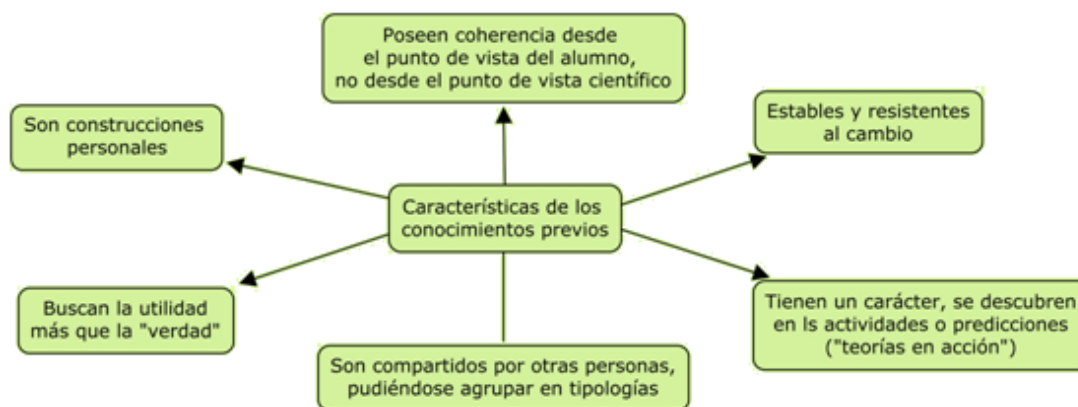 Poseen coherencia desde
el punto de vista del alumno,
no desde el punto de vista científico
Son construcciones
personales
Estables y resistentes
al cambio
Características de los
conocimientos previos
Buscan la utilidad
más que la "verdad"
Tienen un carácter, se descubren
en ls actividades o predicciones
("teorías en acción")
Son compartidos por otras personas,
pudiéndose agrupar en tipologías